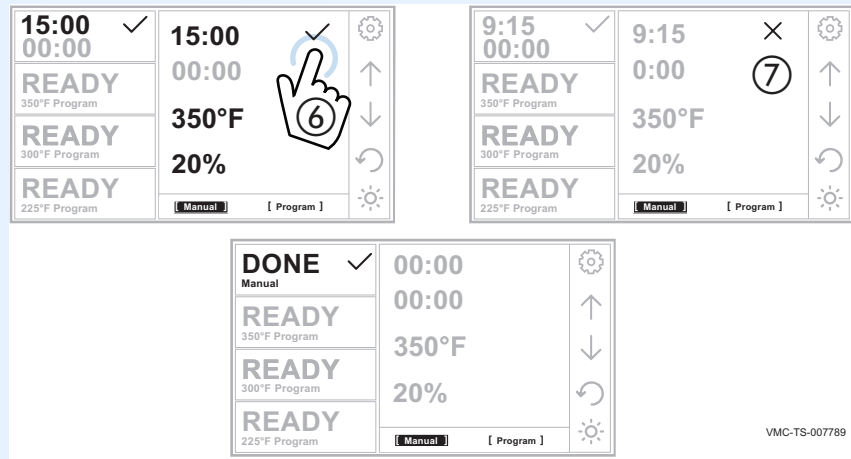 15:00
00:00
READY
350°F Program
READY
300°F Program
READY
225°F Program
15:00
00:00
350°F
20%
[ Manual ]
[ Program ]
6
9:15
00:00
READY
350°F Program
READY
300°F Program
READY
225°F Program
9:15
0:00
350°F
20%
[ Manual ]
[ Program ]
7
DONE
Manual
READY
350°F Program
READY
300°F Program
READY
225°F Program
00:00
00:00
350°F
20%
[ Manual ]
[ Program ]
VMC-TS-007789